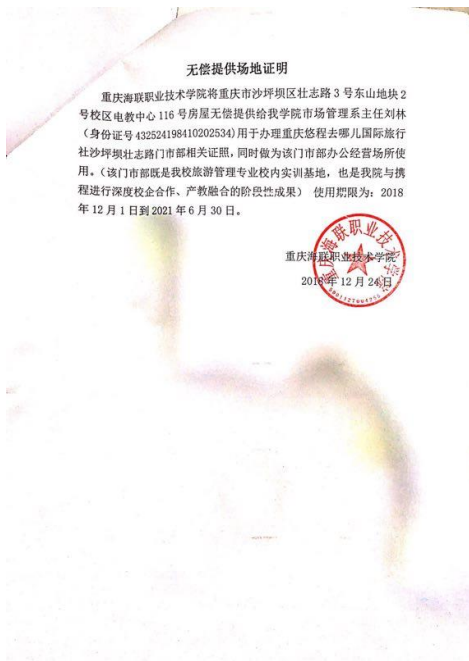 无偿提供场地证明
重庆海联职业技术学院将重庆市沙坪坝区壮志路3号东山地块2
号校区电教中心116号房屋无偿提供给我学院市场管理系主任刘林
（身份证号432524198410202534)用于办理重庆悠程去哪儿国际旅行
社沙坪坝壮志路门市部相关证照，同时做为该门市部办公经营场所使
用。（该门市部既是我校旅游管理专业校内实训基地，也是我院与携
程进行深度校企合作、产教融合的阶段性成果） 使用期限为：2018
年12月1日到2021年6月30日。
重庆海联职业技术学院
2018年12月24日
重庆海联职业技术学院